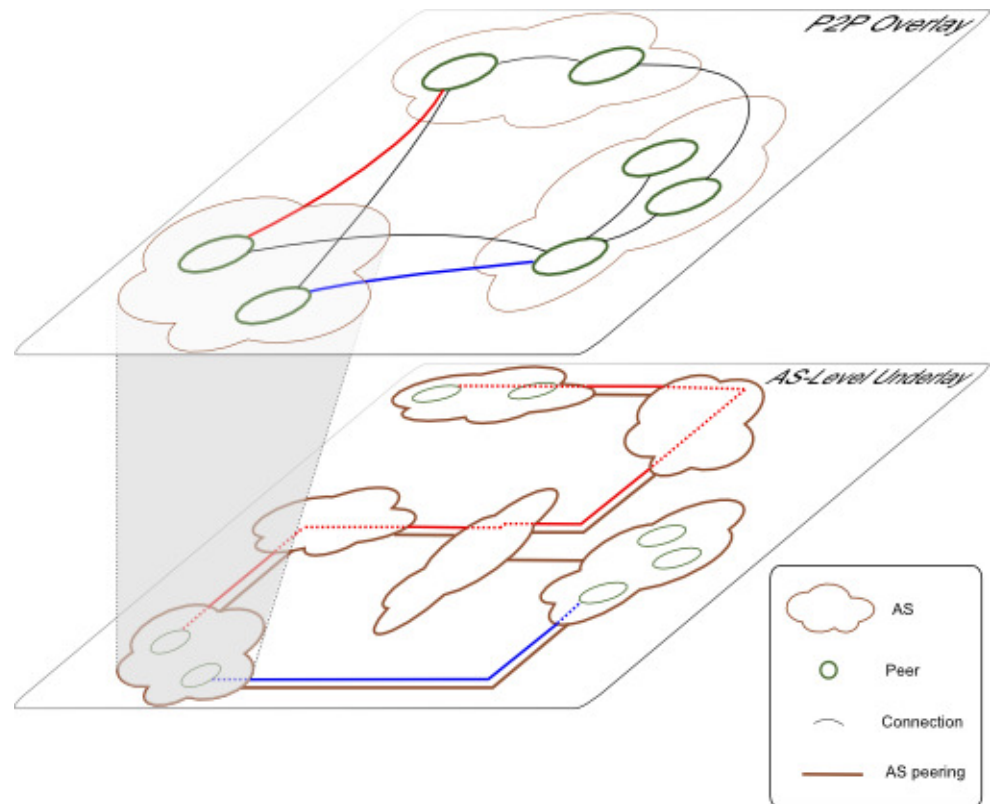 P2P Overlay
AS-Level Underlay
AS
Peer
Connection
AS peering